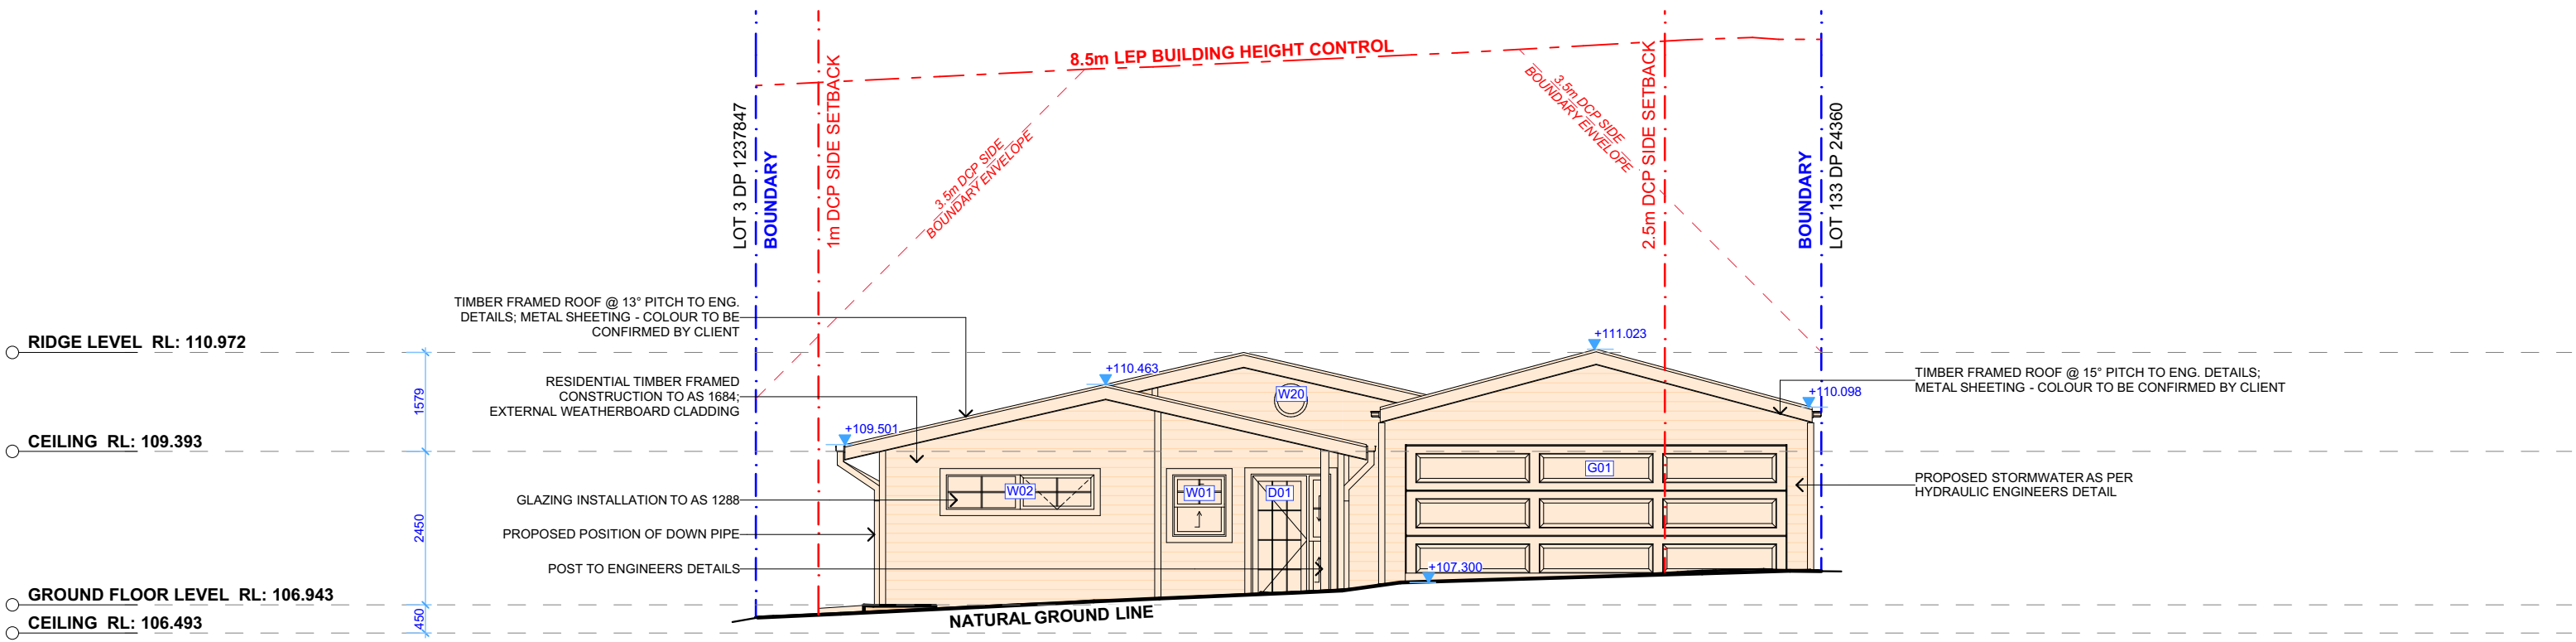 8.5m LEP BUILDING HEIGHT CONTROL
LOT 3 DP 1237847
BOUNDARY
1m DCP SIDE SETBACK
3.5m DCP SIDE
BOUNDARY ENVELOPE
3.5m DCP SIDE
BOUNDARY ENVELOPE
2.5m DCP SIDE SETBACK
BOUNDARY
LOT 133 DP 24360
TIMBER FRAMED ROOF @ 13° PITCH TO ENG.
DETAILS; METAL SHEETING - COLOUR TO BE
CONFIRMED BY CLIENT
RIDGE LEVEL RL: 110.972
+111.023
+110.463
RESIDENTIAL TIMBER FRAMED
CONSTRUCTION TO AS 1684;
EXTERNAL WEATHERBOARD CLADDING
TIMBER FRAMED ROOF @ 15° PITCH TO ENG. DETAILS;
METAL SHEETING - COLOUR TO BE CONFIRMED BY CLIENT
+110.098
W20
1579
+109.501
CEILING RL: 109.393
G01
W02
W01
D01
PROPOSED STORMWATER AS PER
HYDRAULIC ENGINEERS DETAIL
GLAZING INSTALLATION TO AS 1288
2450
PROPOSED POSITION OF DOWN PIPE
POST TO ENGINEERS DETAILS
+107.300
GROUND FLOOR LEVEL RL: 106.943
NATURAL GROUND LINE
450
CEILING RL: 106.493